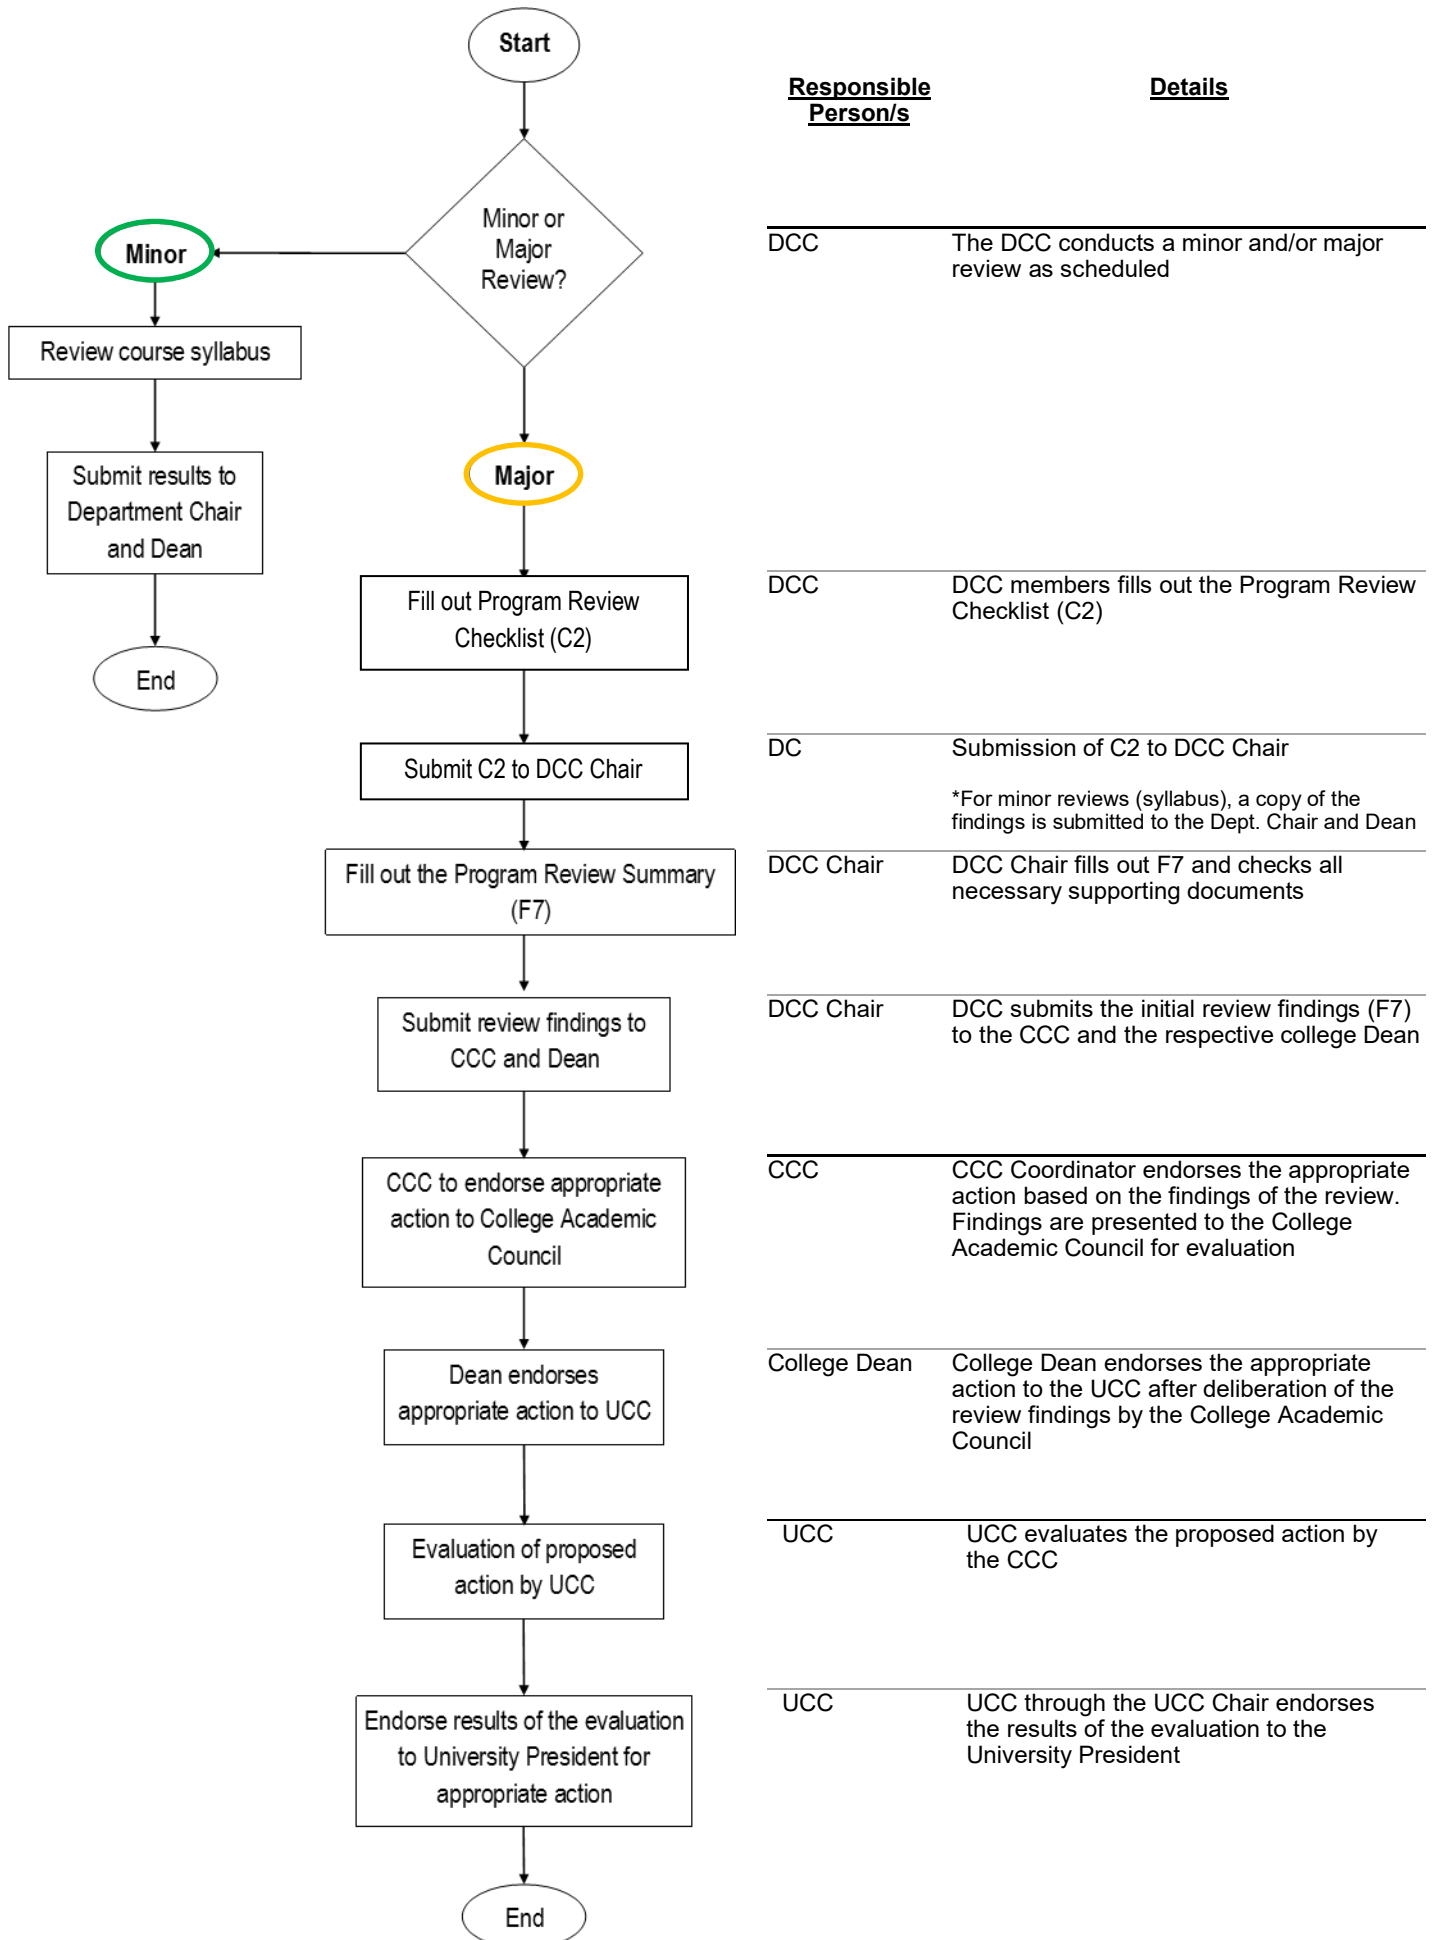 Start
Responsible
Person/s
Details
Minor or
Major
Review?
Minor
DCC
The DCC conducts a minor and/or major
review as scheduled
Review course syllabus
Submit results to
Department Chair
and Dean
End
Major
Fill out Program Review
Checklist (C2)
DCC
DCC members fills out the Program Review
Checklist (C2)
Submit C2 to DCC Chair
DC
Submission of C2 to DCC Chair
*For minor reviews (syllabus), a copy of the
findings is submitted to the Dept. Chair and Dean
Fill out the Program Review Summary
(F7)
DCC Chair
DCC Chair fills out F7 and checks all
necessary supporting documents
Submit review findings to
CCC and Dean
DCC Chair
DCC submits the initial review findings (F7)
to the CCC and the respective college Dean
CCC to endorse appropriate
action to College Academic
Council
CCC
CCC Coordinator endorses the appropriate
action based on the findings of the review.
Findings are presented to the College
Academic Council for evaluation
Dean endorses
appropriate action to UCC
College Dean
College Dean endorses the appropriate
action to the UCC after deliberation of the
review findings by the College Academic
Council
Evaluation of proposed
action by UCC
UCC
UCC evaluates the proposed action by
the CCC
Endorse results of the evaluation
to University President for
appropriate action
UCC
UCC through the UCC Chair endorses
the results of the evaluation to the
University President
End